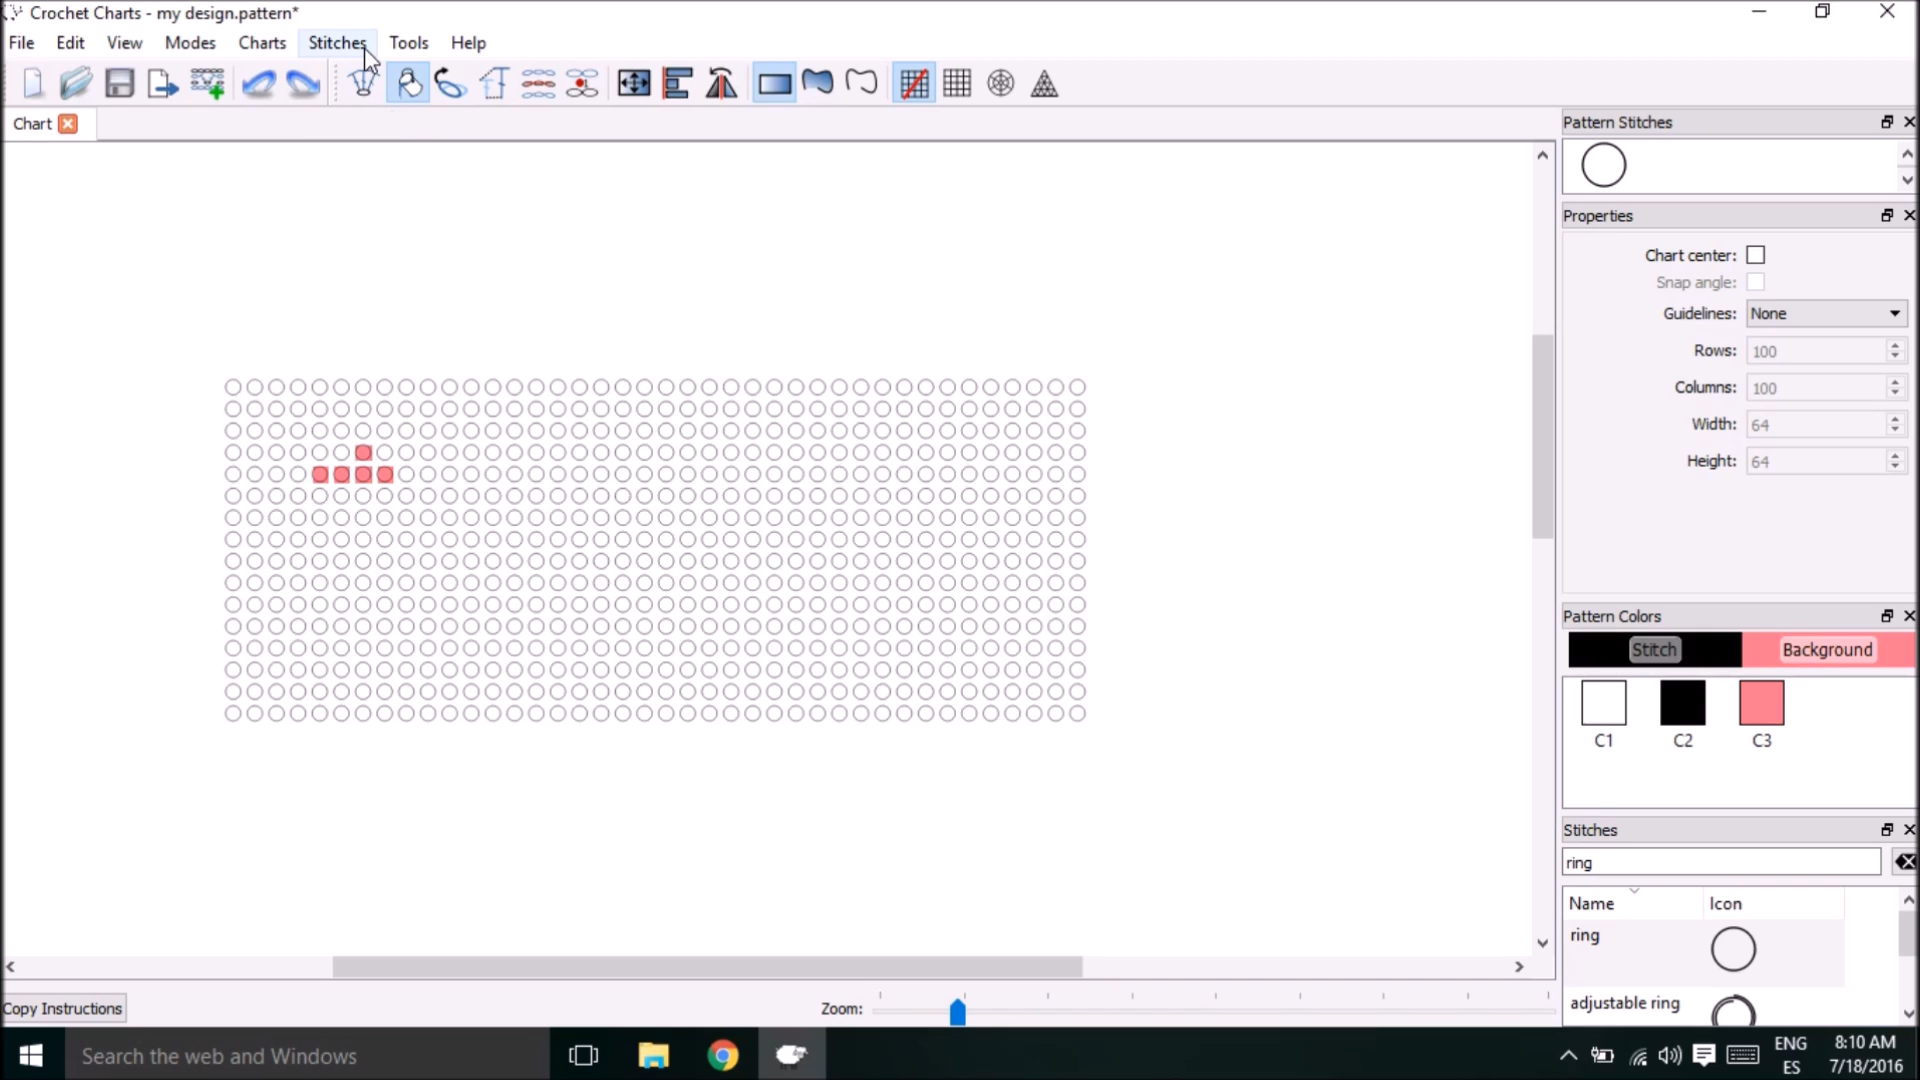 Crochet Charts - my design.pattern*
File Edit View Modes Charts Stitches Tools Help
Chart
Pattern Stitches
Properties
Chart center:
Snap angle:
Guidelines: None
Rows: 100
Columns: 100
Width: 64
Height: 64
Pattern Colors
Stitch Background
C1 C2 C3
Stitches
ring
Name Icon
ring
adjustable ring
Copy Instructions
Zoom:
Search the web and Windows
ENG
ES
8:10 AM
7/18/2016